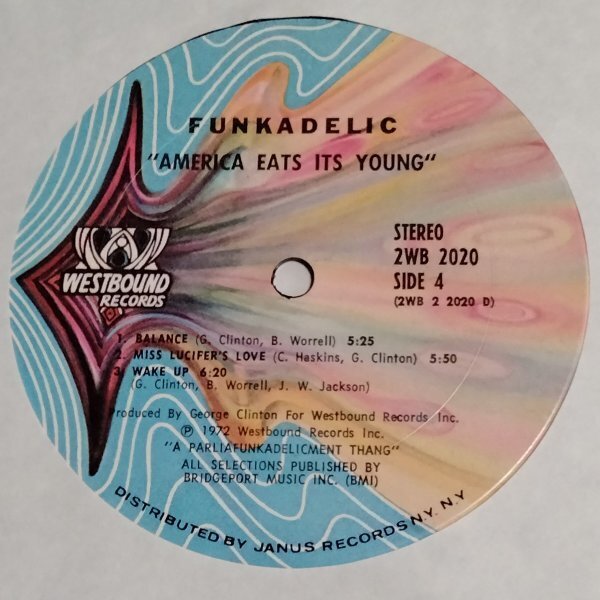 FUNKADELIC
"AMERICA EATS ITS YOUNG"
STEREO
2WB 2020
SIDE 4
(2WB 2 2020 D)
WESTBOUND
RECORDS
1. BALANCE (G. Clinton, B. Worrell) 5:25
2. MISS LUCIFER'S LOVE (C. Haskins, G. Clinton) 5:50
3. WAKE UP 6:20
(G. Clinton, B. Worrell, J. W. Jackson)
Produced By George Clinton For Westbound Records Inc.
Ⓟ 1972 Westbound Records Inc.
"A PARLIAFUNKADELICMENT THANG"
ALL SELECTIONS PUBLISHED BY
BRIDGEPORT MUSIC INC. (BMI)
DISTRIBUTED BY JANUS RECORDS N.Y. N.Y